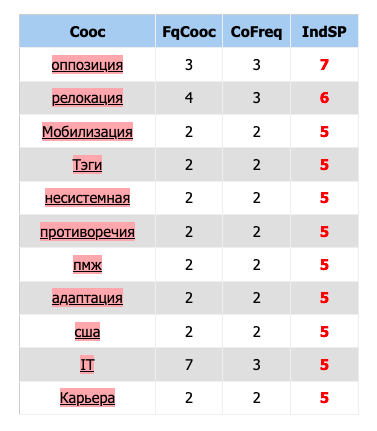 Cooc FqCooc CoFreq IndSP
оппозиция 3 3 7
релокация 4 3 6
Мобилизация 2 2 5
Тэги 2 2 5
несистемная 2 2 5
противоречия 2 2 5
пмж 2 2 5
адаптация 2 2 5
сша 2 2 5
IT 7 3 5
Карьера 2 2 5